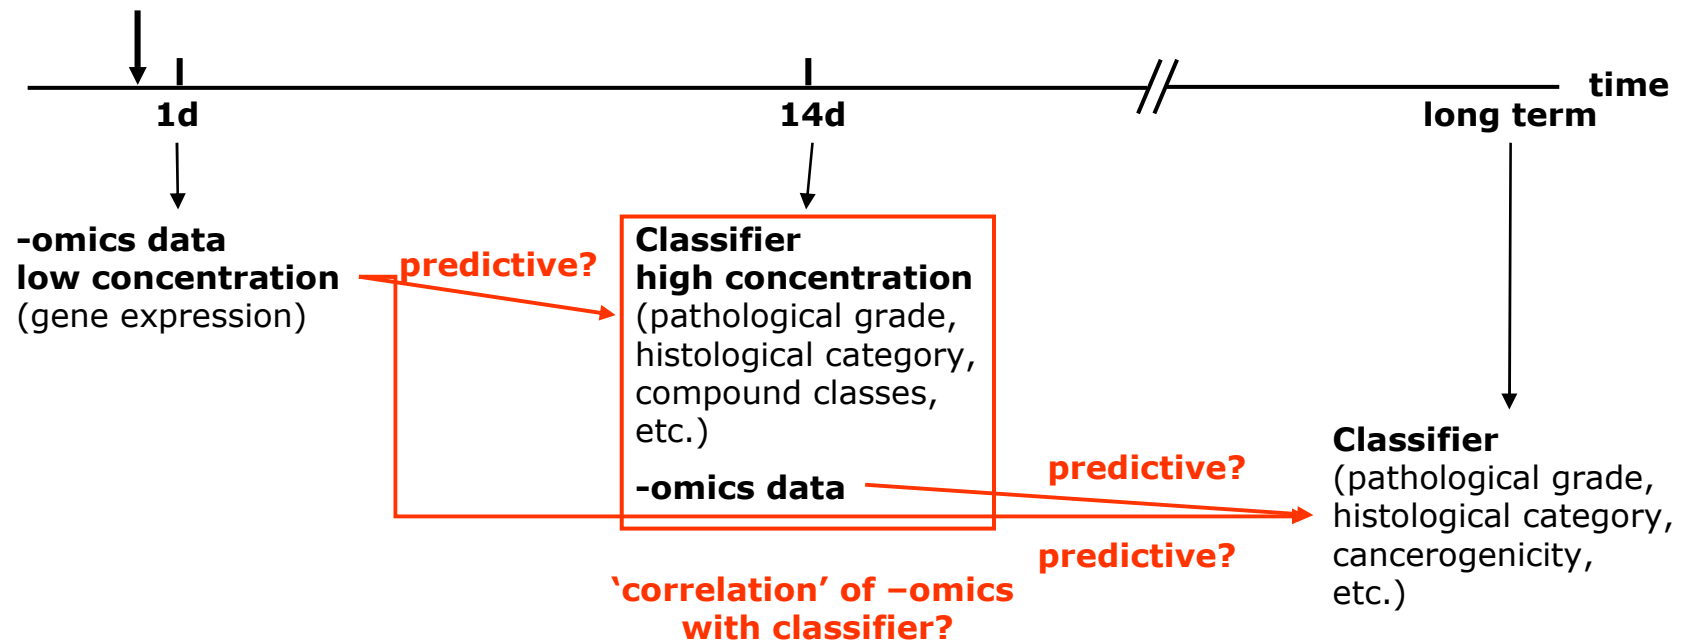 time
1d
14d
long term
-omics data
low concentration
(gene expression)
predictive?
Classifier
high concentration
(pathological grade,
histological category,
compound classes,
etc.)
-omics data
predictive?
predictive?
Classifier
(pathological grade,
histological category,
cancerogenicity,
etc.)
‘correlation’ of –omics
with classifier?